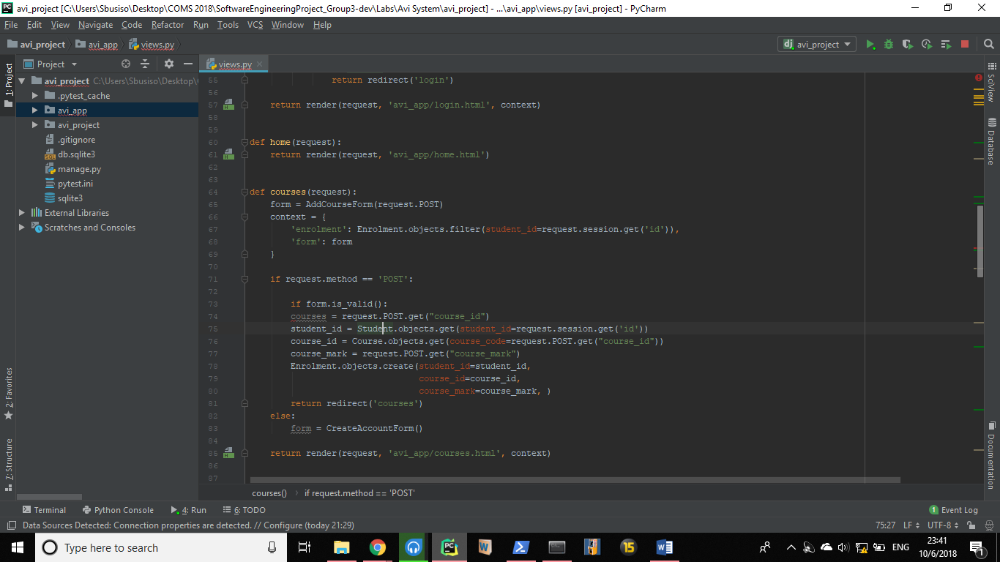 avi_project [C:\Users\Sbusiso\Desktop\COMS 2018\SoftwareEngineeringProject_Group3-dev\Labs\Avi System\avi_project] - ...\avi_app\views.py [avi_project] - PyCharm
File Edit View Navigate Code Refactor Run Tools VCS Window Help
avi_project avi_app views.py avi_project
Project
views.py
1: Project
avi_project C:\Users\Sbusiso\Desktop\
.pytest_cache
avi_app
avi_project
.gitignore
db.sqlite3
manage.py
pytest.ini
sqlite3
External Libraries
Scratches and Consoles
2: Favorites
7: Structure
55 return redirect('login')
56
57 return render(request, 'avi_app/login.html', context)
58
59
60 def home(request):
61 return render(request, 'avi_app/home.html')
62
63
64 def courses(request):
65 form = AddCourseForm(request.POST)
66 context = {
67 'enrolment': Enrolment.objects.filter(student_id=request.session.get('id')),
68 'form': form
69 }
70
71 if request.method == 'POST':
72
73 if form.is_valid():
74 courses = request.POST.get("course_id")
75 student_id = Student.objects.get(student_id=request.session.get('id'))
76 course_id = Course.objects.get(course_code=request.POST.get("course_id"))
77 course_mark = request.POST.get("course_mark")
78 Enrolment.objects.create(student_id=student_id,
79 course_id=course_id,
80 course_mark=course_mark, )
81 return redirect('courses')
82 else:
83 form = CreateAccountForm()
84
85 return render(request, 'avi_app/courses.html', context)
86
87
SciView
Database
Documentation
courses() if request.method == 'POST'
Terminal Python Console 4: Run 6: TODO 1 Event Log
Data Sources Detected: Connection properties are detected. // Configure (today 21:29) 75:27 LF UTF-8
Type here to search
ENG
23:41
10/6/2018
1